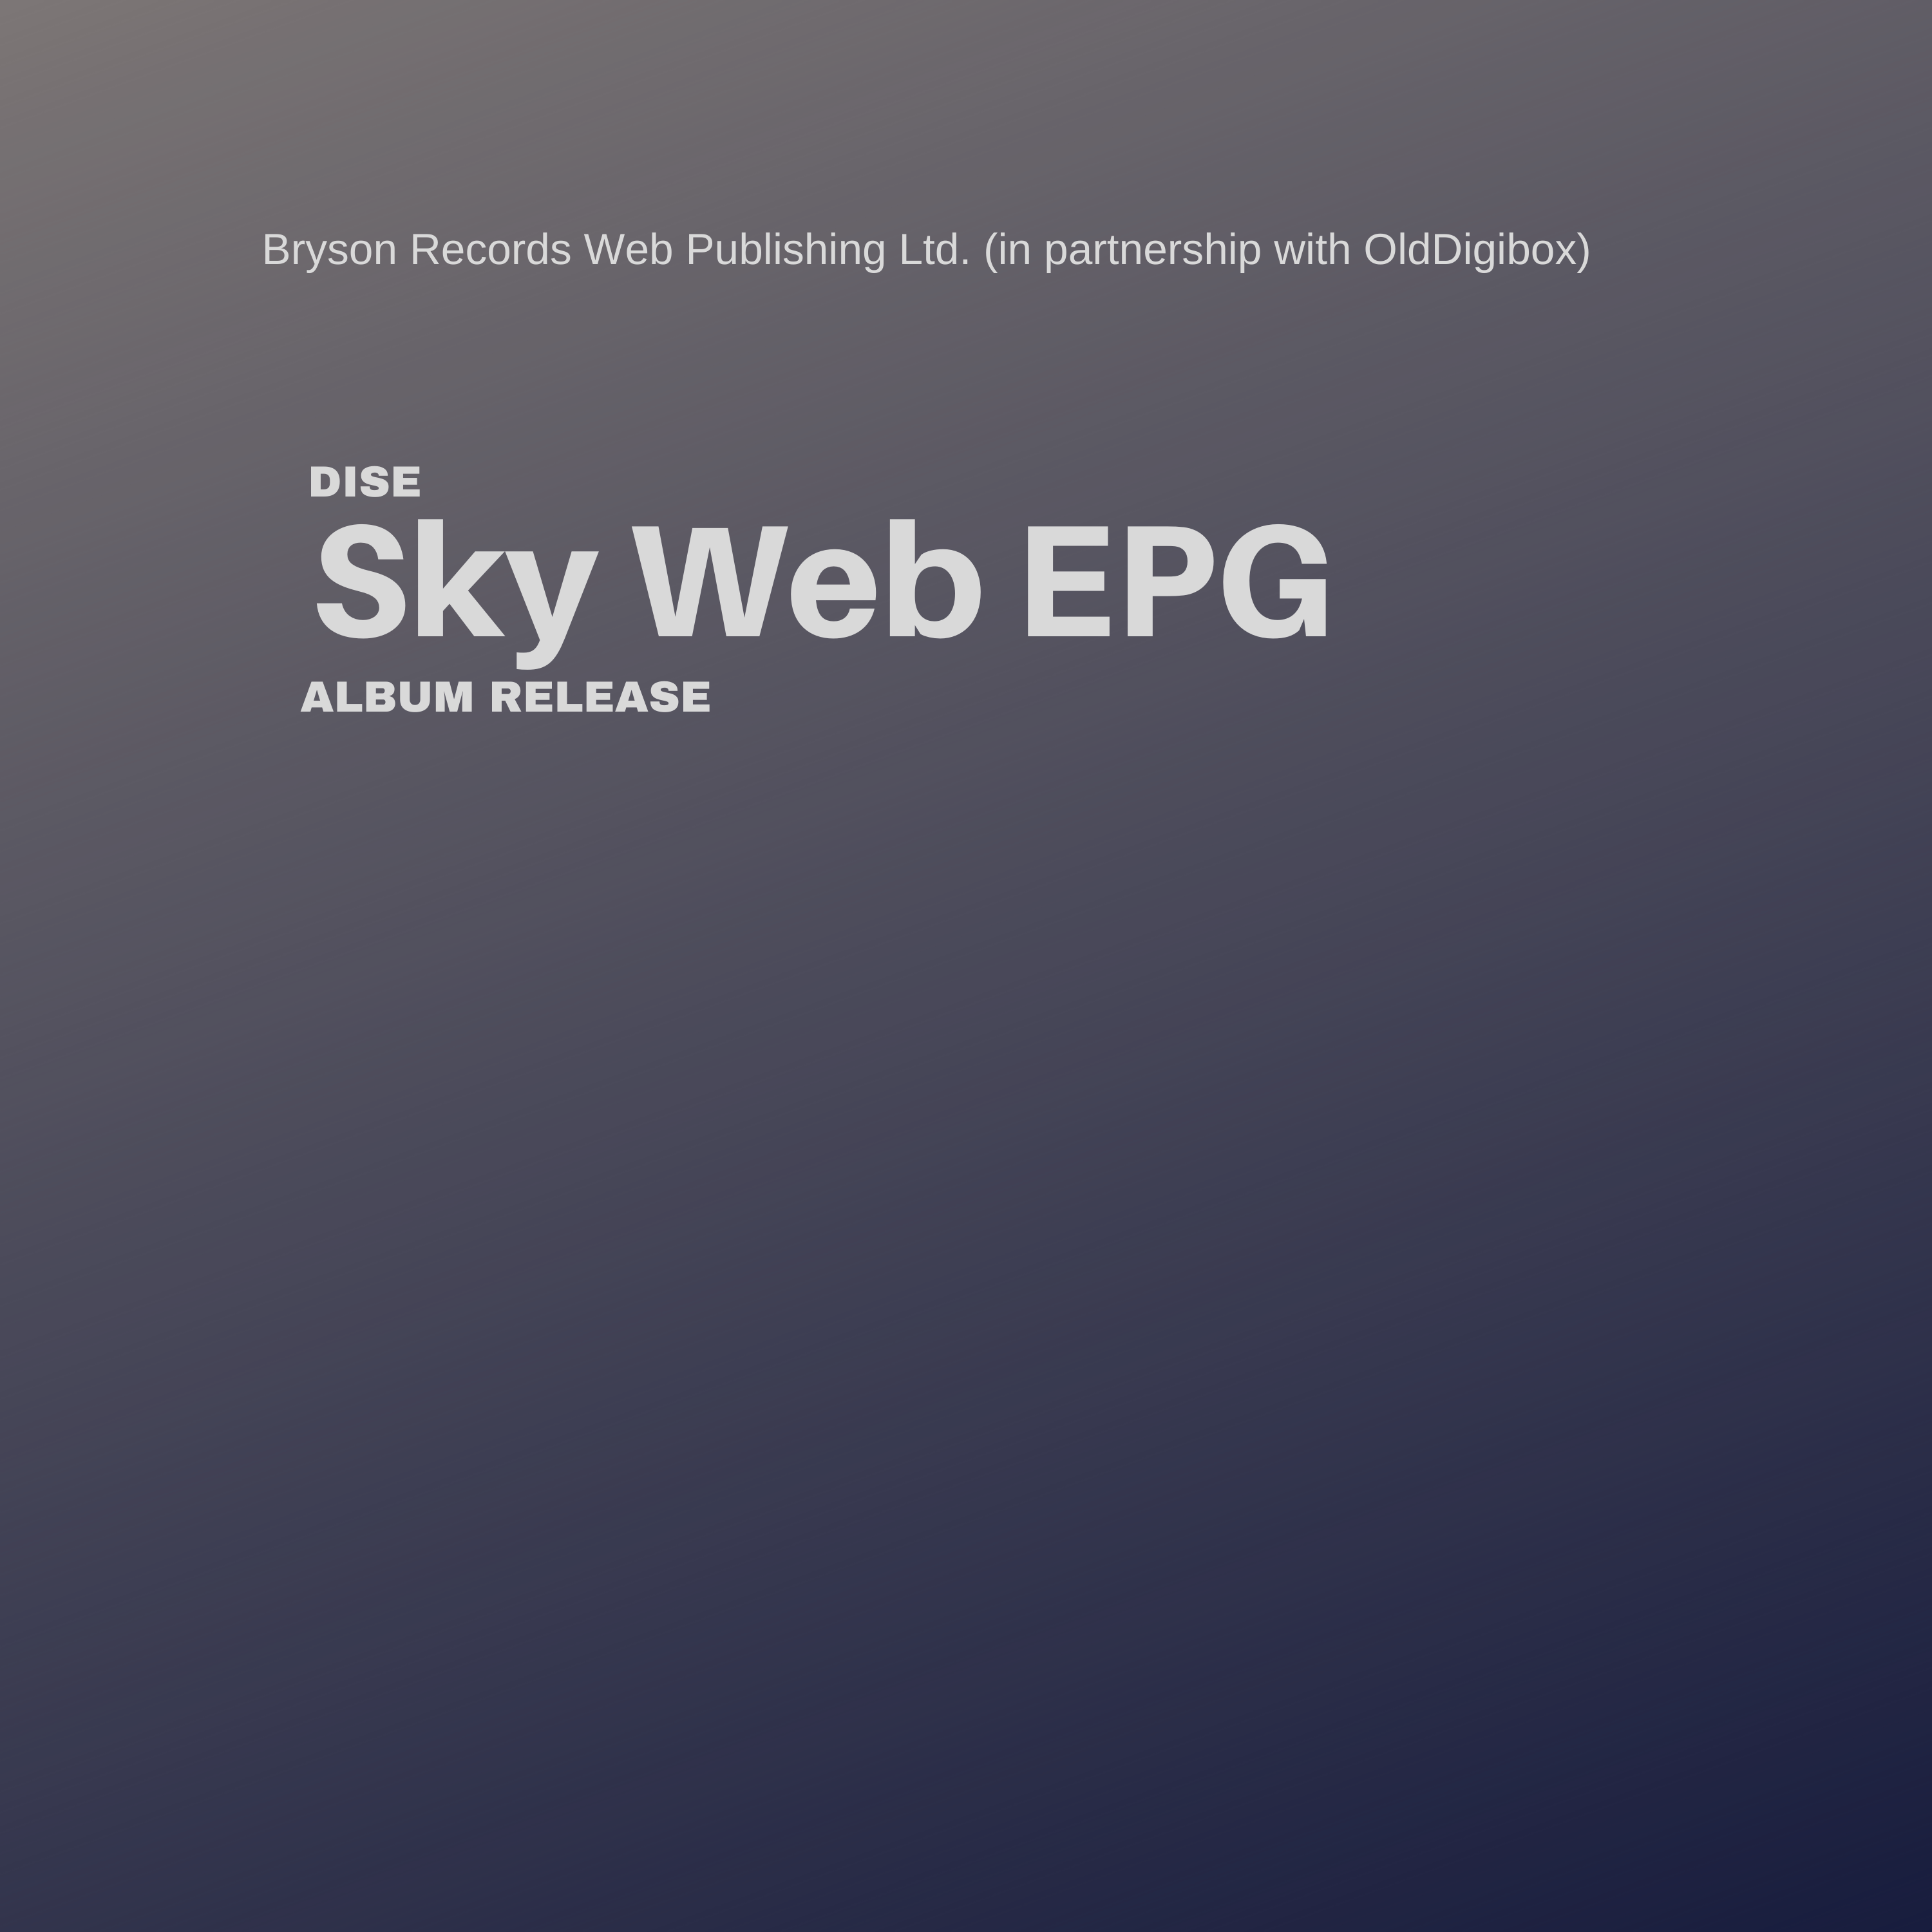 Bryson Records Web Publishing Ltd. (in partnership with OldDigibox)
DISE
Sky Web EPG
ALBUM RELEASE